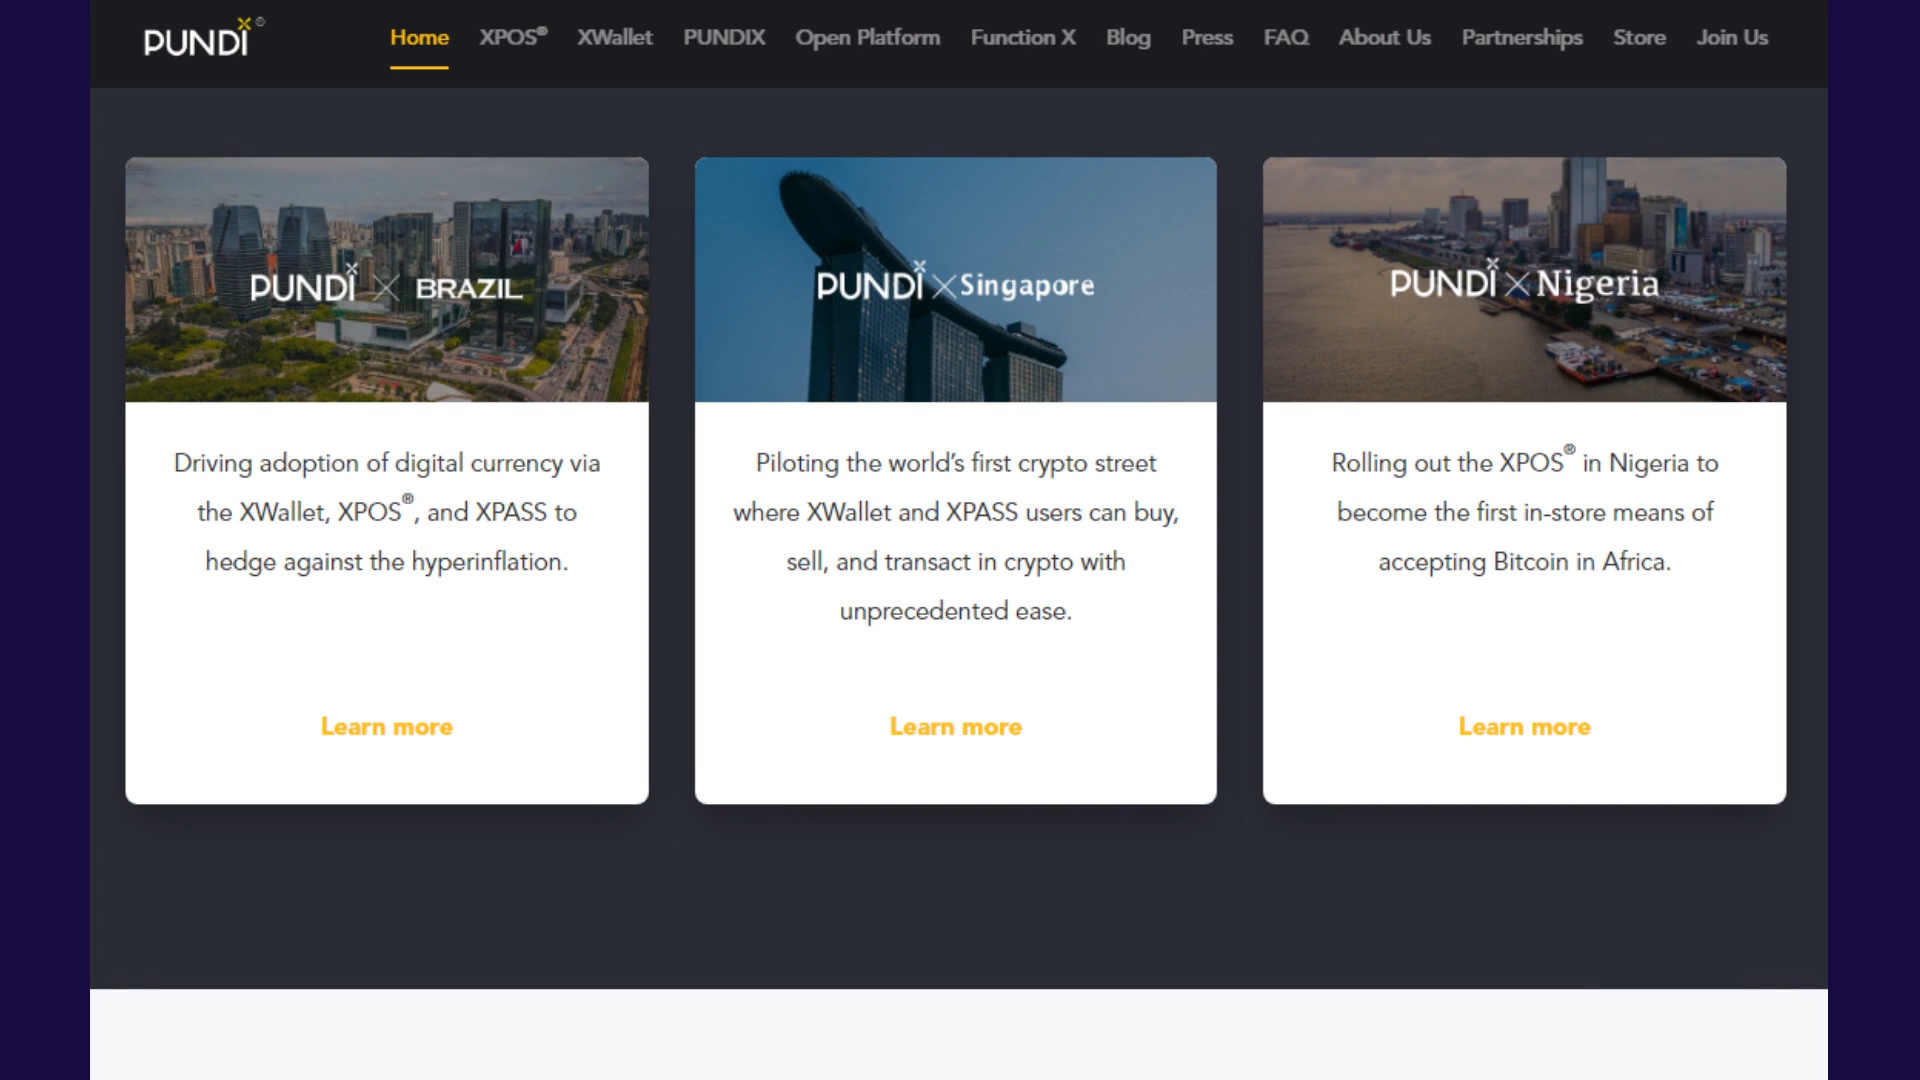 PUNDI X ®
Home XPOS® XWallet PUNDIX Open Platform Function X Blog Press FAQ About Us Partnerships Store Join Us
PUNDI X × BRAZIL
Driving adoption of digital currency via
the XWallet, XPOS®, and XPASS to
hedge against the hyperinflation.
Learn more
PUNDI X × Singapore
Piloting the world’s first crypto street
where XWallet and XPASS users can buy,
sell, and transact in crypto with
unprecedented ease.
Learn more
PUNDI X × Nigeria
Rolling out the XPOS® in Nigeria to
become the first in-store means of
accepting Bitcoin in Africa.
Learn more